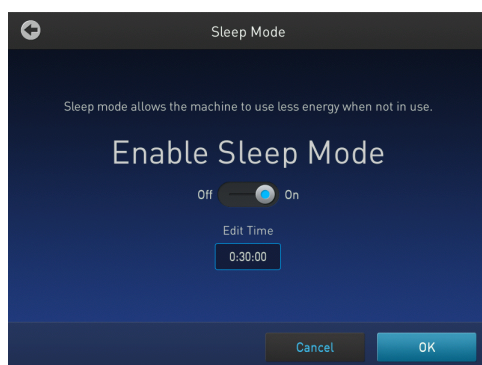 Sleep Mode
Sleep mode allows the machine to use less energy when not in use.
Enable Sleep Mode
Off On
Edit Time
0:30:00
Cancel OK